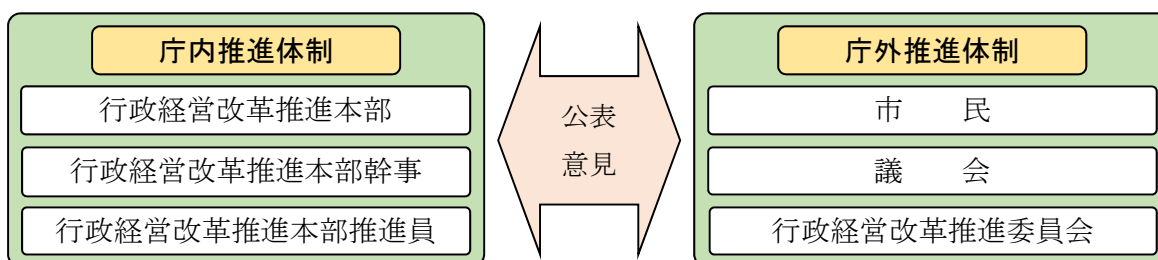 庁内推進体制
行政経営改革推進本部
行政経営改革推進本部幹事
行政経営改革推進本部推進員
公表
意見
庁外推進体制
市　　民
議　　会
行政経営改革推進委員会